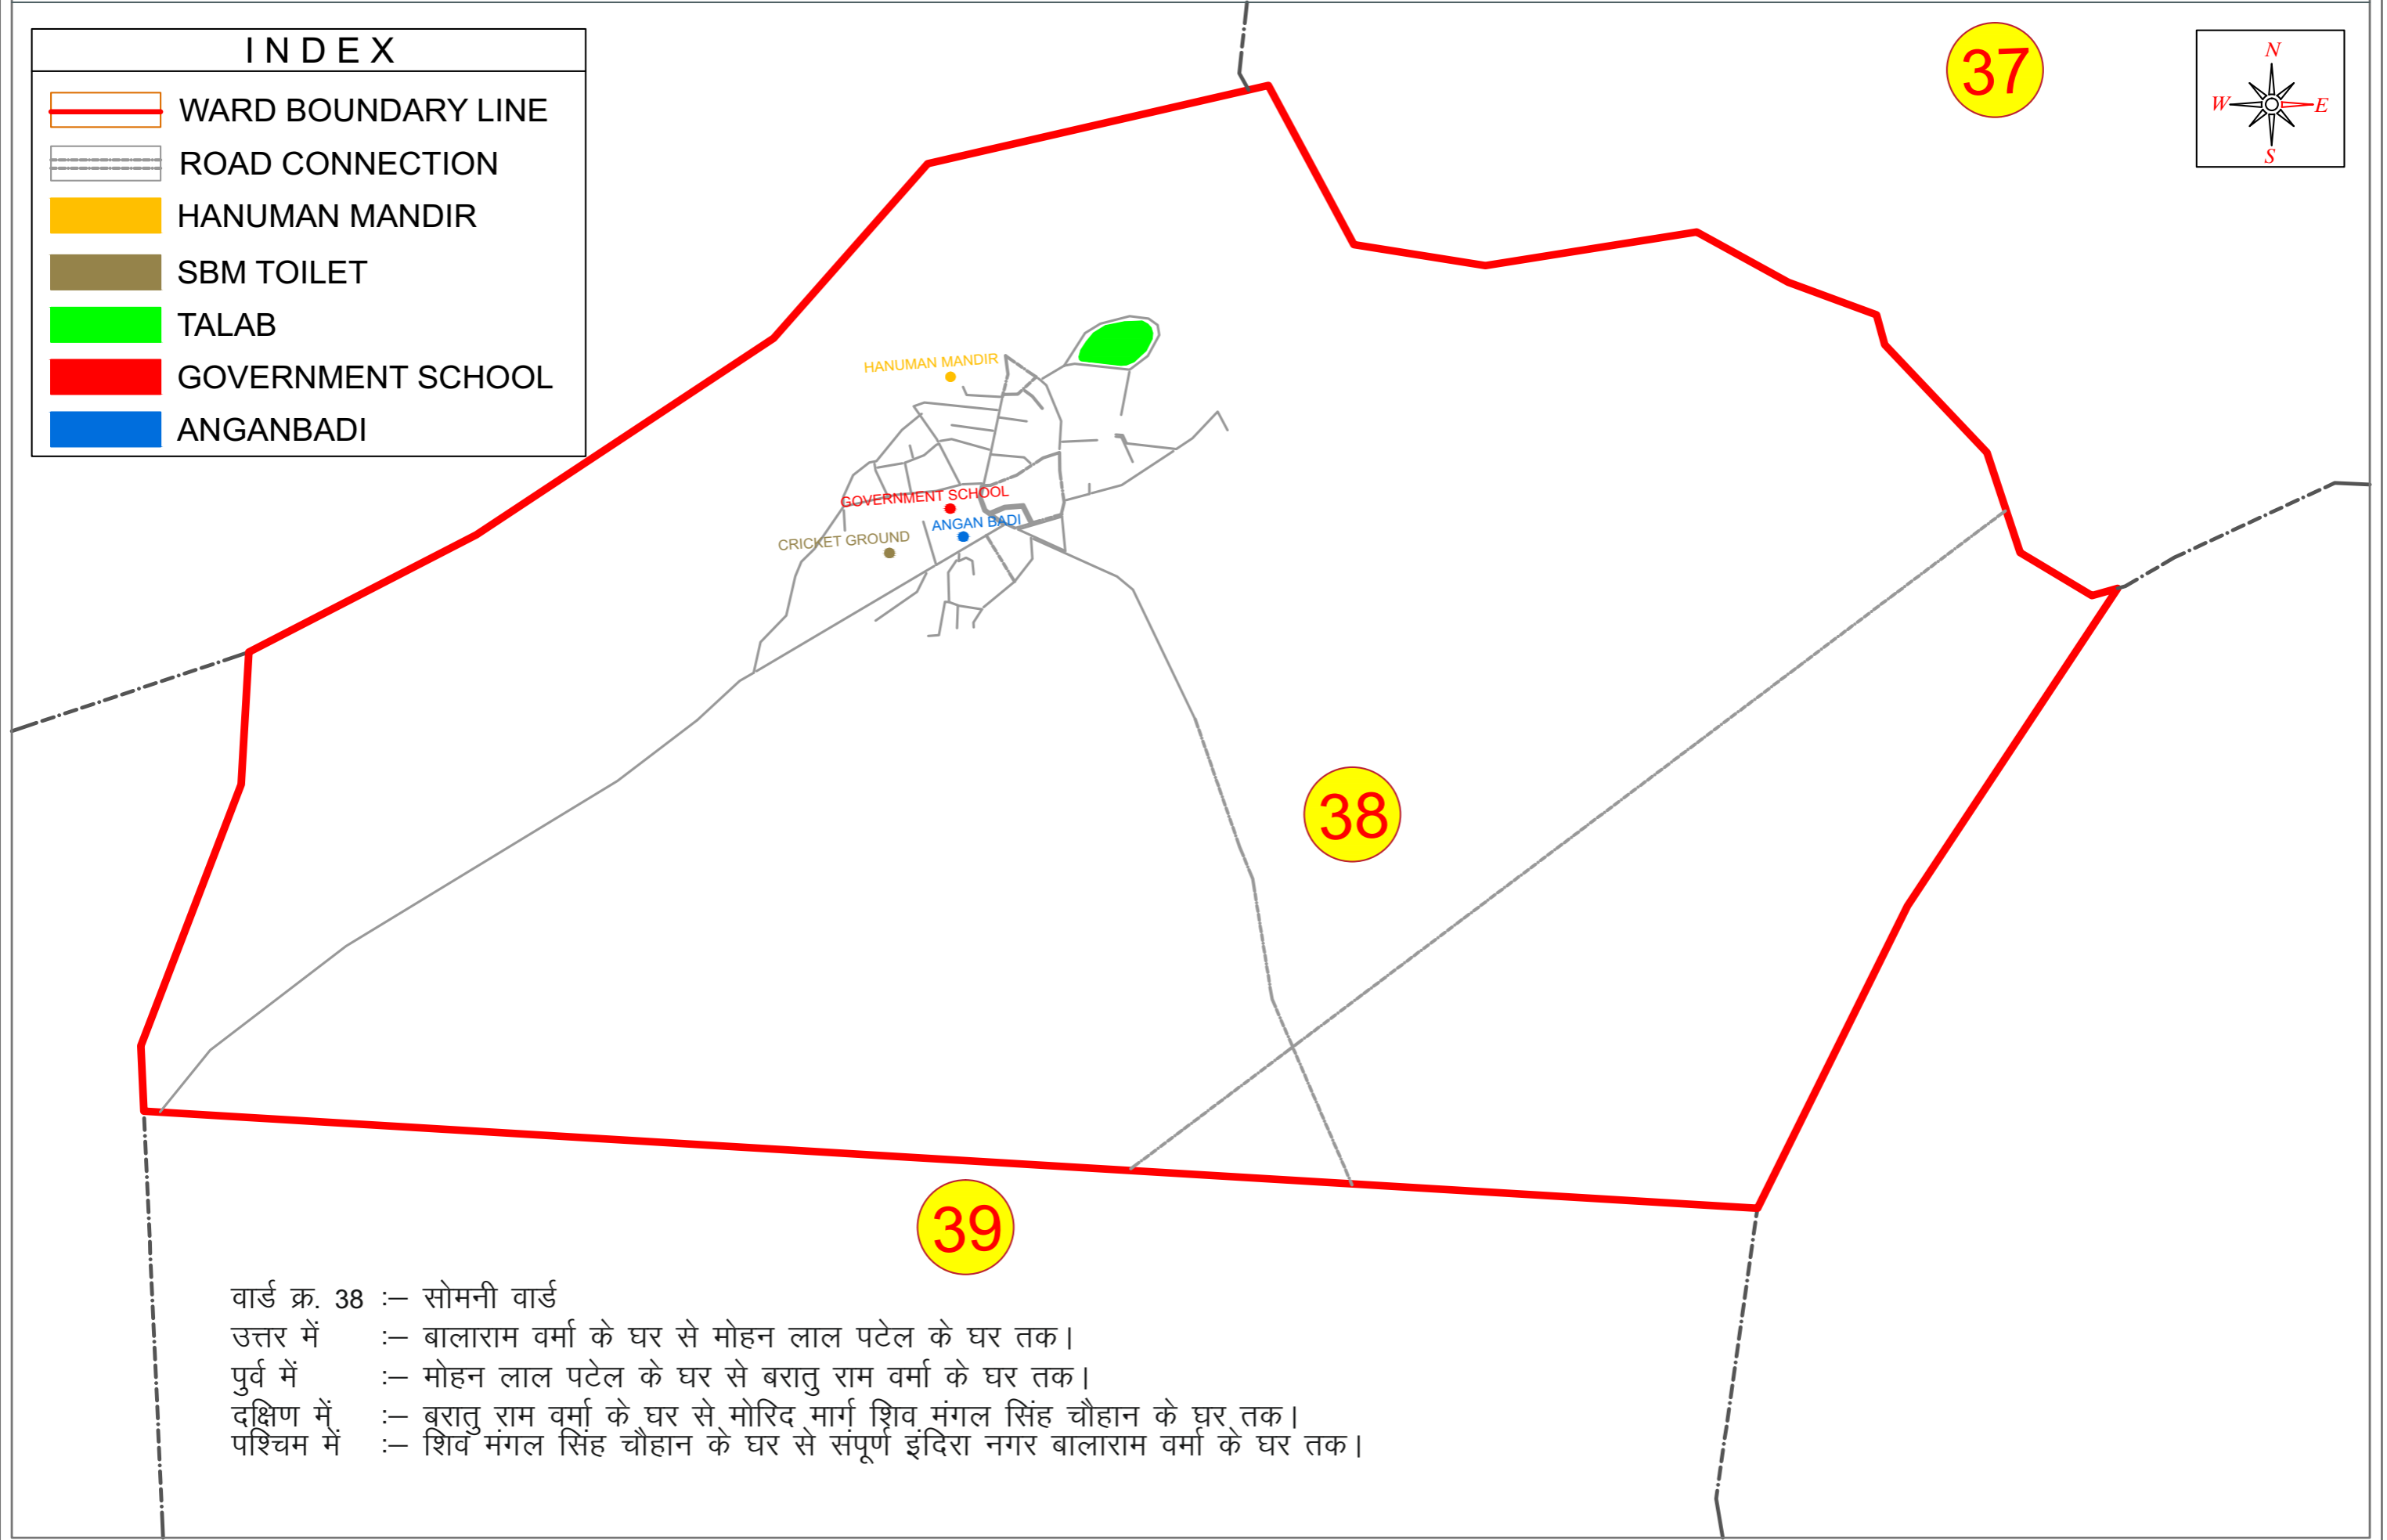 INDEX
WARD BOUNDARY LINE
ROAD CONNECTION
HANUMAN MANDIR
SBM TOILET
TALAB
GOVERNMENT SCHOOL
ANGANBADI
37
N
W E
S
HANUMAN MANDIR
GOVERNMENT SCHOOL
ANGAN BADI
CRICKET GROUND
38
39
वार्ड क्र. 38 :– सोमनी वार्ड
उत्तर में :– बालाराम वर्मा के घर से मोहन लाल पटेल के घर तक।
पुर्व में :– मोहन लाल पटेल के घर से बरातु राम वर्मा के घर तक।
दक्षिण में :– बरातु राम वर्मा के घर से मोरिद मार्ग शिव मंगल सिंह चौहान के घर तक।
पश्चिम में :– शिव मंगल सिंह चौहान के घर से संपूर्ण इंदिरा नगर बालाराम वर्मा के घर तक।